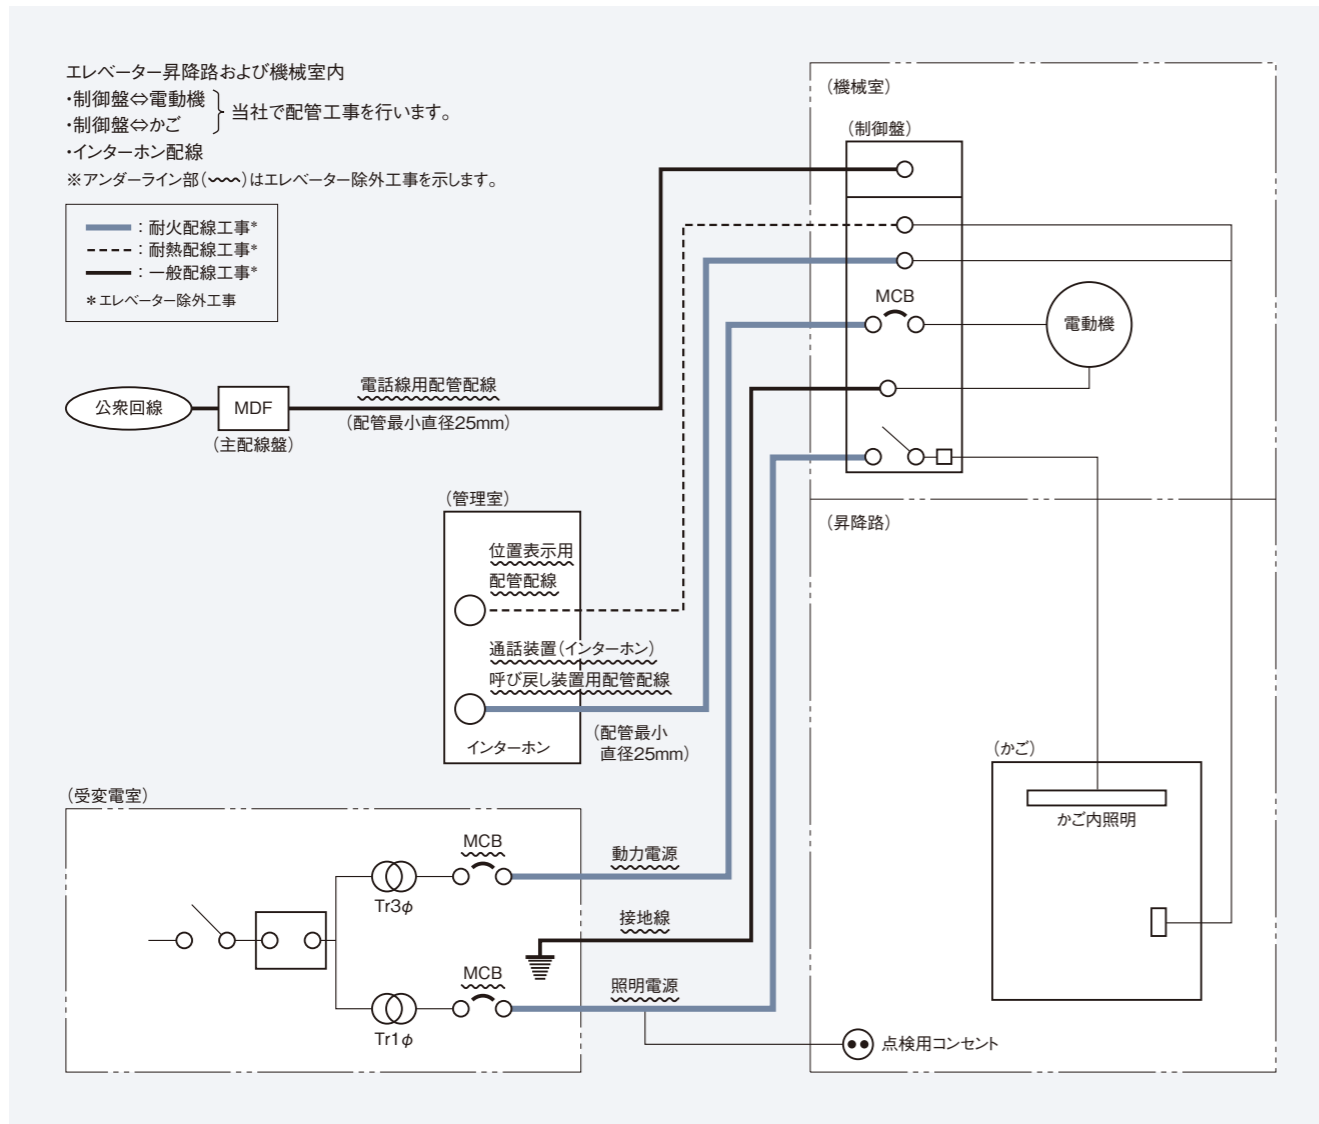 エレベーター昇降路および機械室内
・制御盤⇔電動機
・制御盤⇔かご
当社で配管工事を行います。
・インターホン配線
※アンダーライン部(〰)はエレベーター除外工事を示します。
:耐火配線工事*
:耐熱配線工事*
:一般配線工事*
*エレベーター除外工事
(機械室)
(制御盤)
MCB
電動機
公衆回線
MDF
(主配線盤)
電話線用配管配線
(配管最小直径25mm)
(管理室)
位置表示用
配管配線
通話装置(インターホン)
呼び戻し装置用配管配線
インターホン
(配管最小
直径25mm)
(昇降路)
(かご)
かご内照明
(受変電室)
MCB
Tr3φ
動力電源
接地線
MCB
Tr1φ
照明電源
点検用コンセント